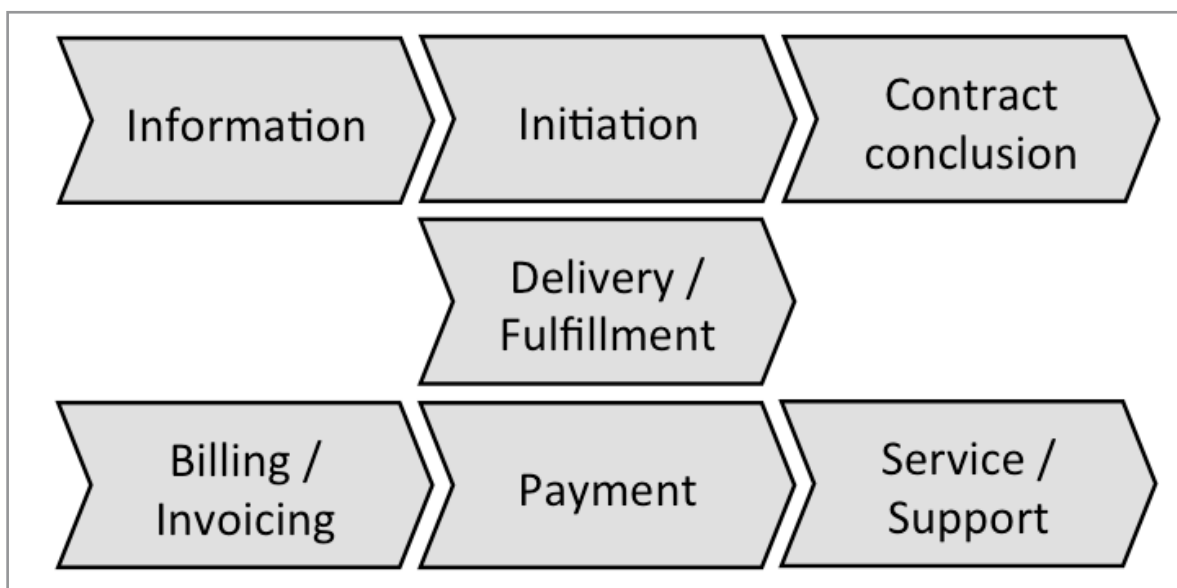 Information
Initiation
Contract
conclusion
Delivery /
Fulfillment
Billing /
Invoicing
Payment
Service /
Support